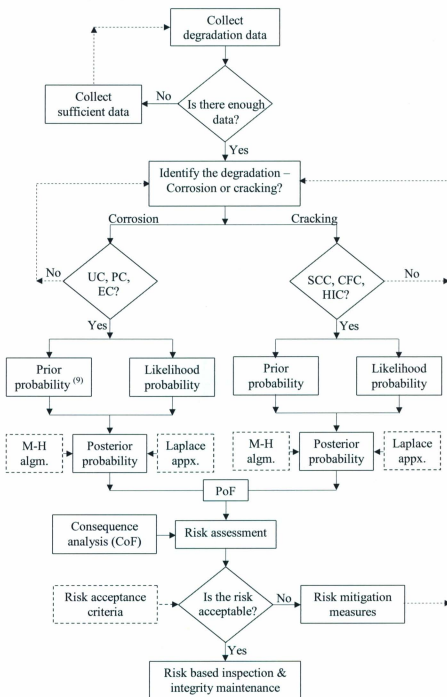 Collect
degradation data
Collect
sufficient data
No
Is there enough
data?
Yes
Identify the degradation –
Corrosion or cracking?
Corrosion
Cracking
No
UC, PC,
EC?
SCC, CFC,
HIC?
No
Yes
Yes
Prior
probability (9)
Likelihood
probability
Prior
probability
Likelihood
probability
M-H
algm.
Posterior
probability
Laplace
appx.
M-H
algm.
Posterior
probability
Laplace
appx.
PoF
Consequence
analysis (CoF)
Risk assessment
Risk acceptance
criteria
Is the risk
acceptable?
No
Risk mitigation
measures
Yes
Risk based inspection &
integrity maintenance